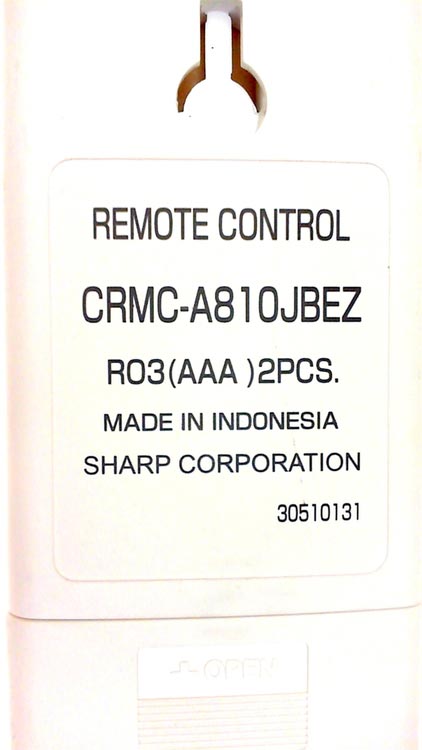 REMOTE CONTROL
CRMC-A810JBEZ
R03(AAA )2PCS.
MADE IN INDONESIA
SHARP CORPORATION
30510131
OPEN